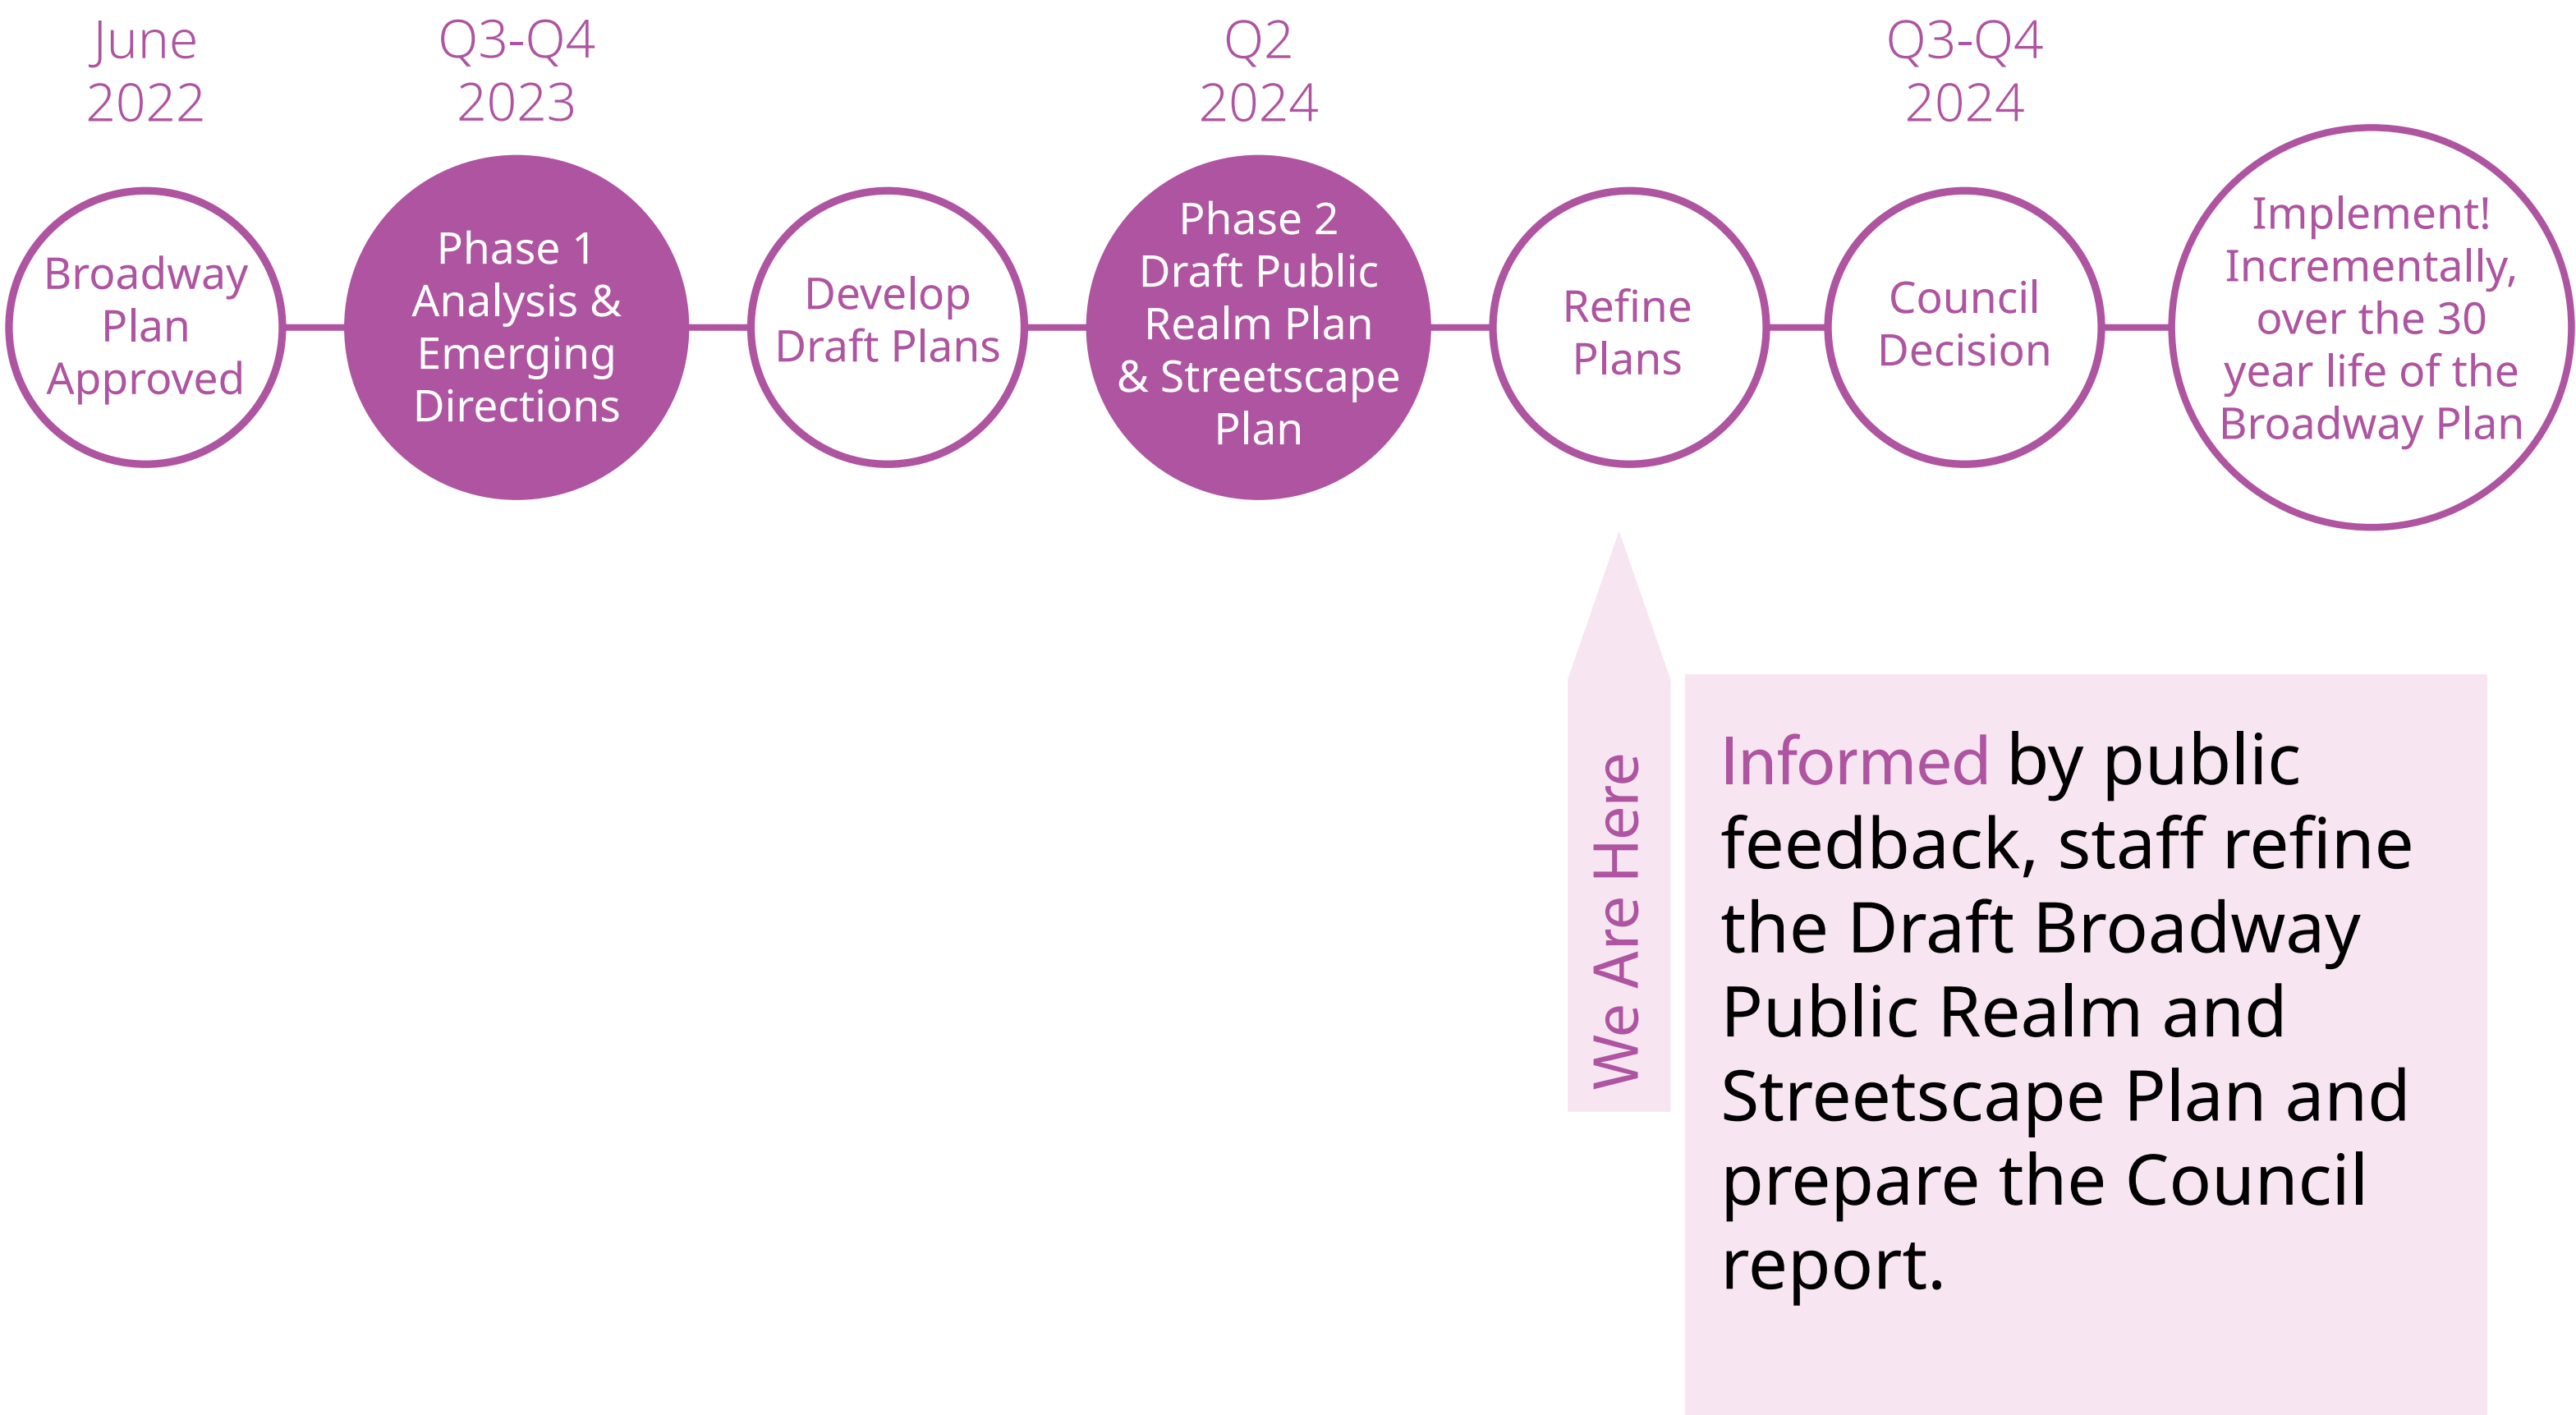 June
2022
Q3-Q4
2023
Q2
2024
Q3-Q4
2024
Broadway
Plan
Approved
Phase 1
Analysis &
Emerging
Directions
Develop
Draft Plans
Phase 2
Draft Public
Realm Plan
& Streetscape
Plan
Refine
Plans
Council
Decision
Implement!
Incrementally,
over the 30
year life of the
Broadway Plan
We Are Here
Informed by public
feedback, staff refine
the Draft Broadway
Public Realm and
Streetscape Plan and
prepare the Council
report.